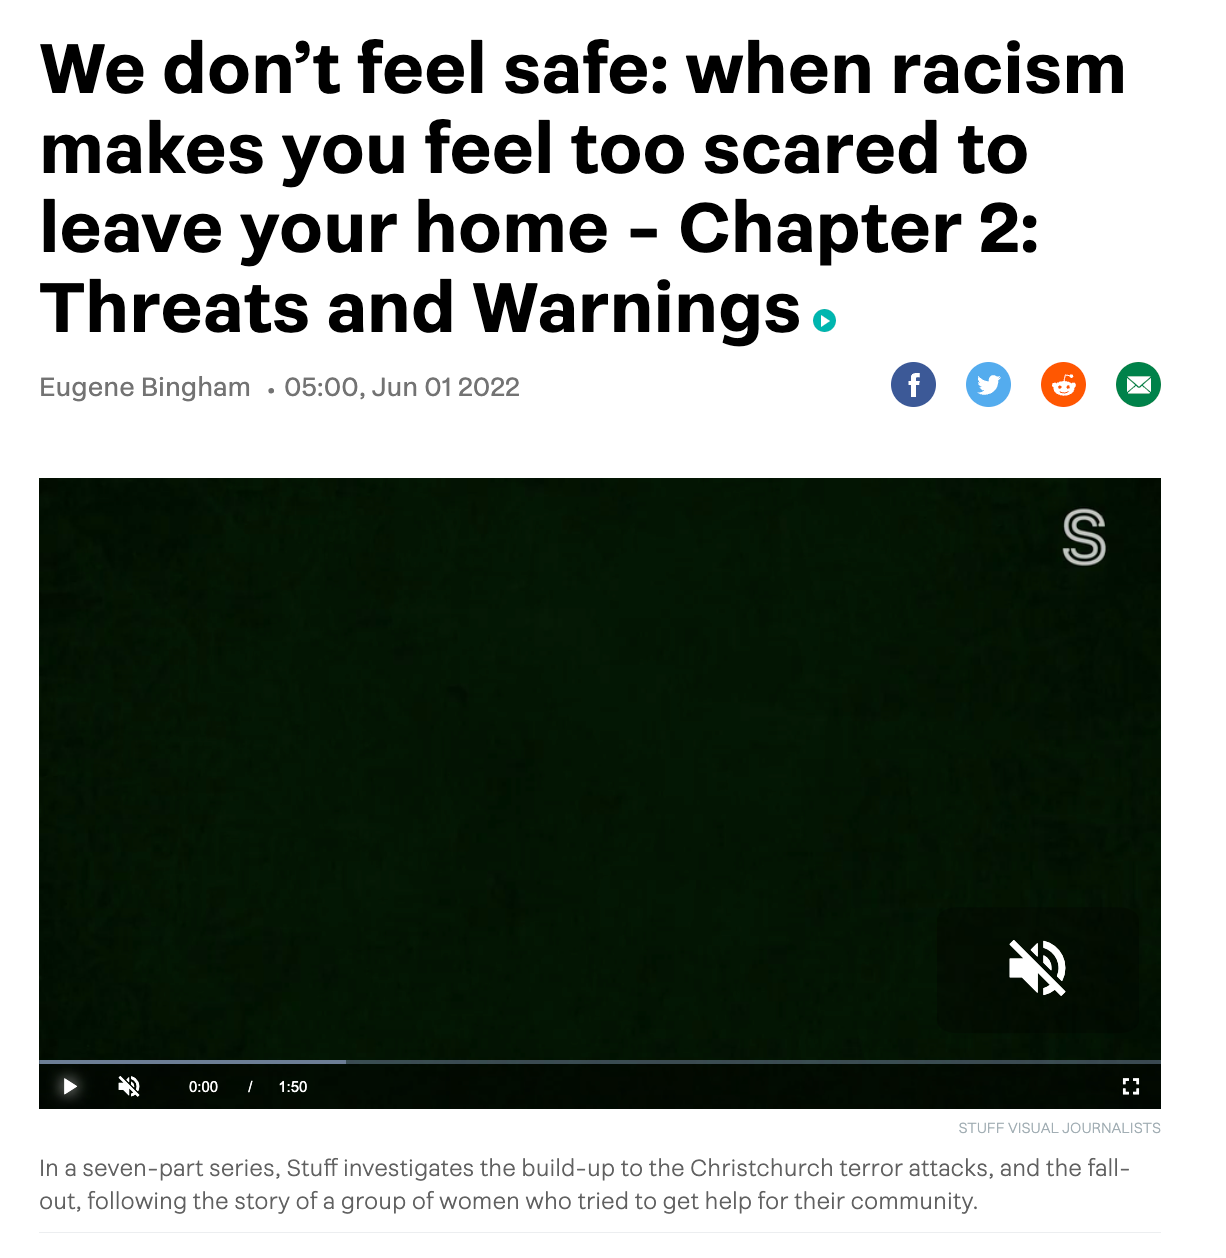 We don’t feel safe: when racism
makes you feel too scared to
leave your home - Chapter 2:
Threats and Warnings
Eugene Bingham • 05:00, Jun 01 2022
S
0:00 / 1:50
STUFF VISUAL JOURNALISTS
In a seven-part series, Stuff investigates the build-up to the Christchurch terror attacks, and the fall-
out, following the story of a group of women who tried to get help for their community.